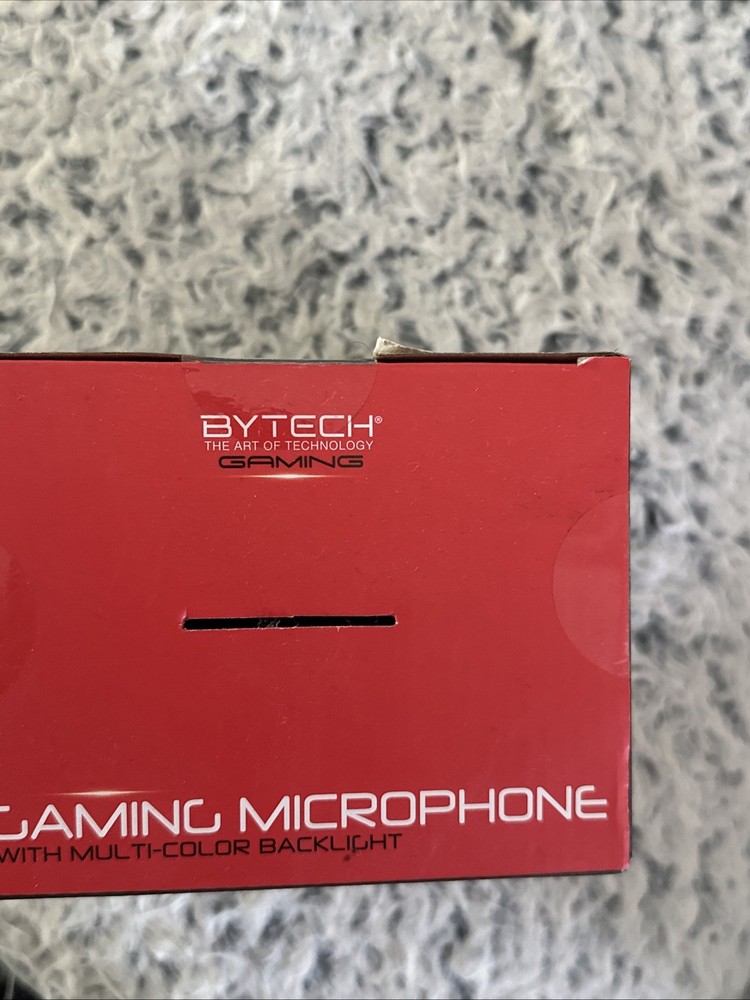 BYTECH®
THE ART OF TECHNOLOGY
GAMING
GAMING MICROPHONE
WITH MULTI-COLOR BACKLIGHT